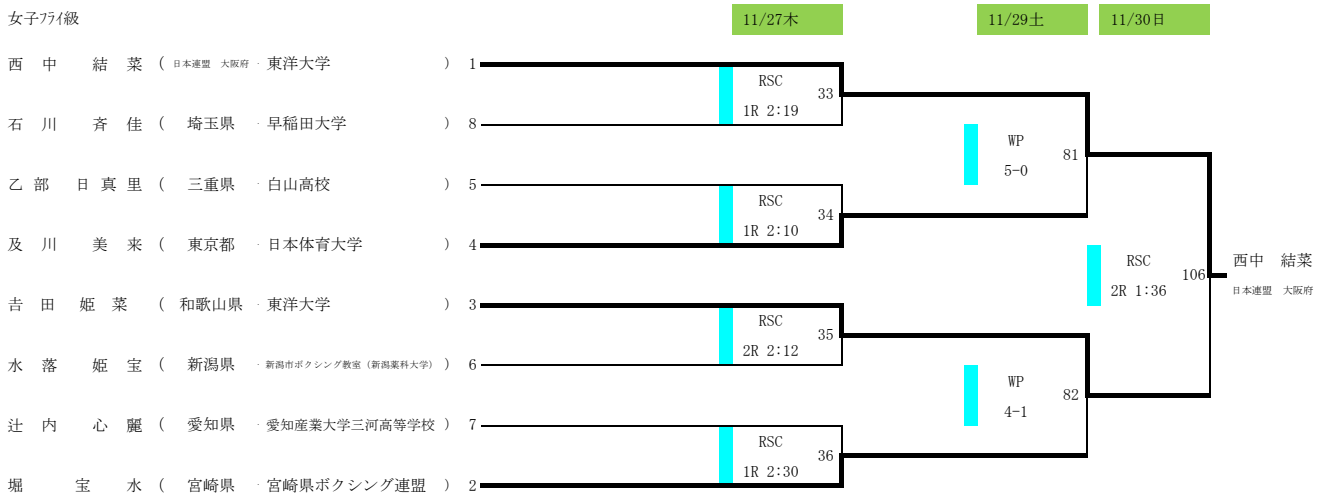 女子フライ級 11/27木 11/29土 11/30日
西中 結菜 ( 日本連盟 大阪府 ・ 東洋大学 ) 1
RSC
33
1R 2:19
石川 斉佳 ( 埼玉県 ・ 早稲田大学 ) 8
WP
81
5-0
乙部 日真里 ( 三重県 ・ 白山高校 ) 5
RSC
34
1R 2:10
及川 美来 ( 東京都 ・ 日本体育大学 ) 4
RSC
106
2R 1:36
西中 結菜
日本連盟 大阪府
吉田 姫菜 ( 和歌山県 ・ 東洋大学 ) 3
RSC
35
2R 2:12
水落 姫宝 ( 新潟県 ・ 新潟市ボクシング教室（新潟薬科大学） ) 6
WP
82
4-1
辻内 心麗 ( 愛知県 ・ 愛知産業大学三河高等学校 ) 7
RSC
36
1R 2:30
堀 宝水 ( 宮崎県 ・ 宮崎県ボクシング連盟 ) 2